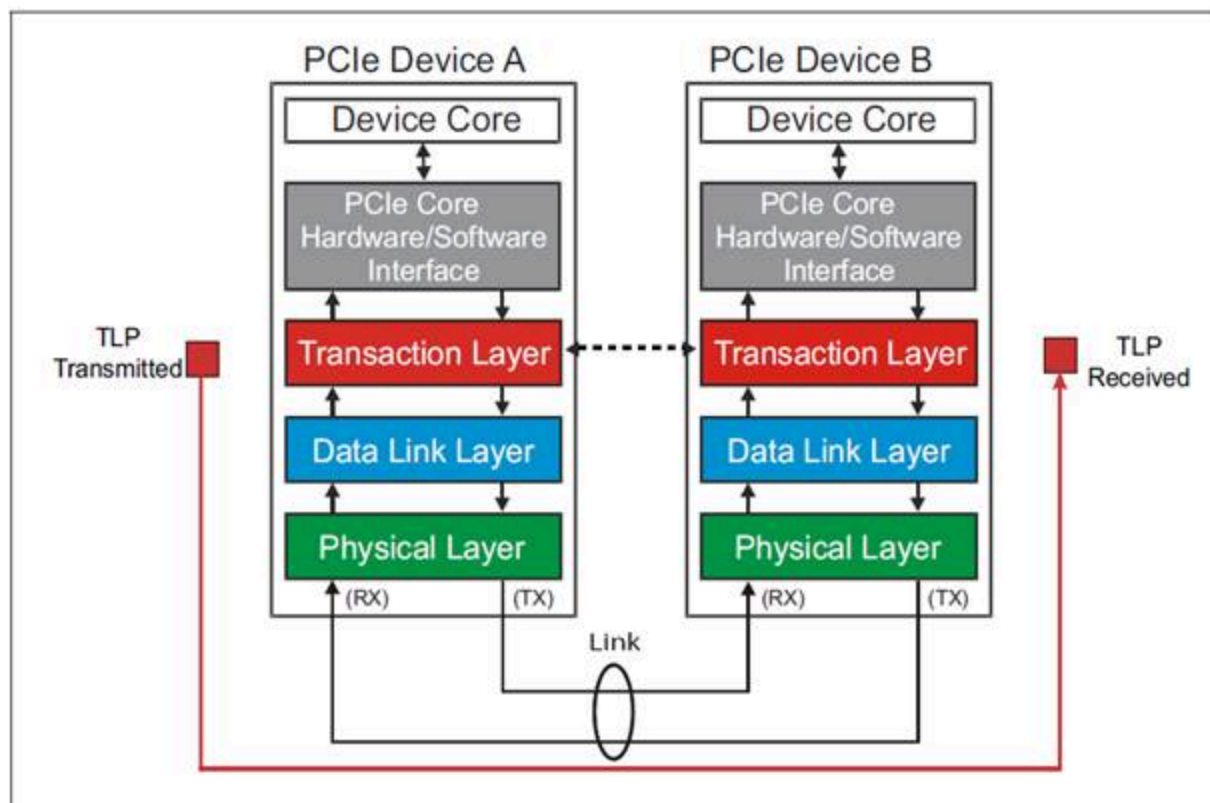 PCIe Device A
PCIe Device B
Device Core
Device Core
PCIe Core
Hardware/Software
Interface
PCIe Core
Hardware/Software
Interface
TLP
Transmitted
Transaction Layer
Transaction Layer
TLP
Received
Data Link Layer
Data Link Layer
Physical Layer
Physical Layer
(RX)
(TX)
(RX)
(TX)
Link